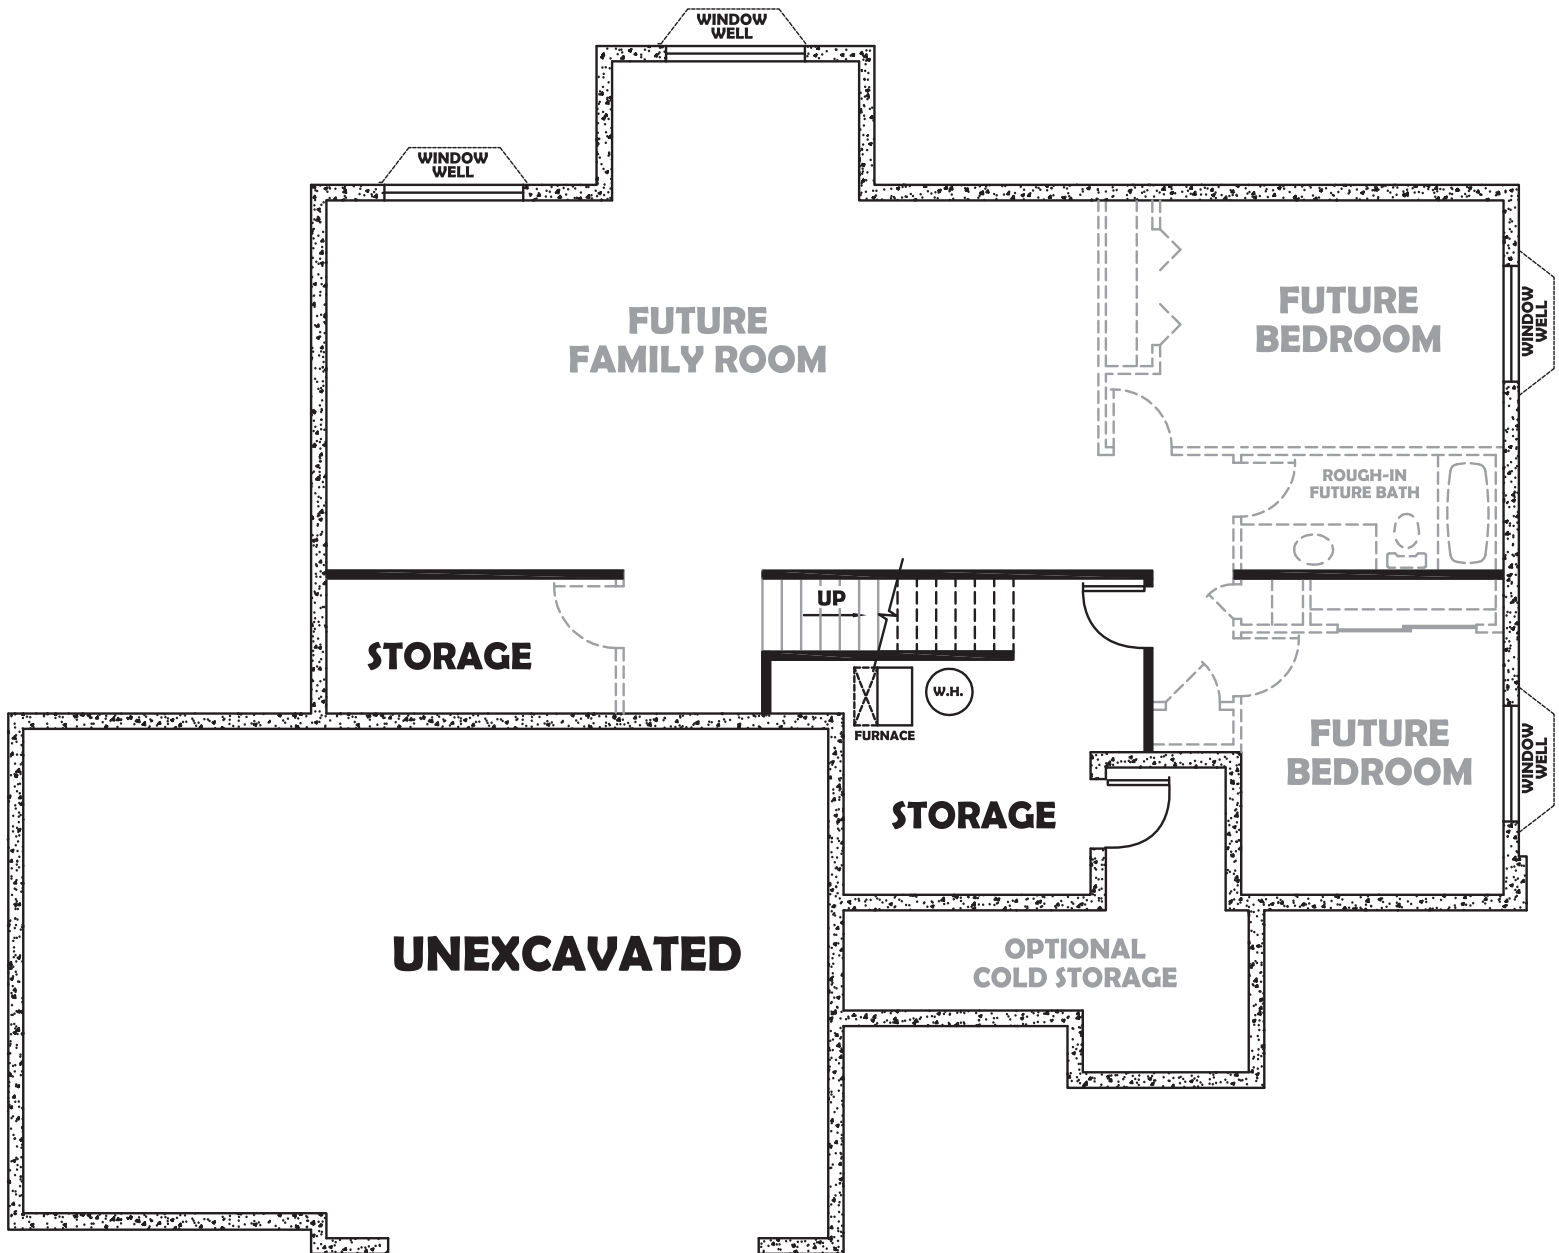 WINDOW
WELL
WINDOW
WELL
FUTURE
FAMILY ROOM
FUTURE
BEDROOM
WINDOW
WELL
ROUGH-IN
FUTURE BATH
UP
STORAGE
W.H.
FURNACE
FUTURE
BEDROOM
WINDOW
WELL
STORAGE
UNEXCAVATED
OPTIONAL
COLD STORAGE